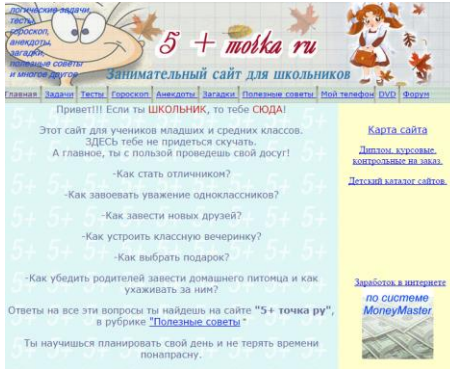 логические задачи,
тесты,
гороскоп,
анекдоты,
загадки,
полезные советы
и многое другое
5 + to4ka ru
Занимательный сайт для школьников
Главная Задачи Тесты Гороскоп Анекдоты Загадки Полезные советы Мой телефон DVD Форум
Привет!!! Если ты ШКОЛЬНИК, то тебе СЮДА!
Этот сайт для учеников младших и средних классов.
ЗДЕСЬ тебе не придеться скучать.
А главное, ты с пользой проведешь свой досуг!
-Как стать отличником?
-Как завоевать уважение одноклассников?
-Как завести новых друзей?
-Как устроить классную вечеринку?
-Как выбрать подарок?
-Как убедить родителей завести домашнего питомца и как
ухаживать за ним?
Ответы на все эти вопросы ты найдешь на сайте "5+ точка ру",
в рубрике "Полезные советы"
Ты научишься планировать свой день и не терять времени
понапрасну.
Карта сайта
Диплом, курсовые,
контрольные на заказ.
Детский каталог сайтов.
Заработок в интернете
по системе
MoneyMaster